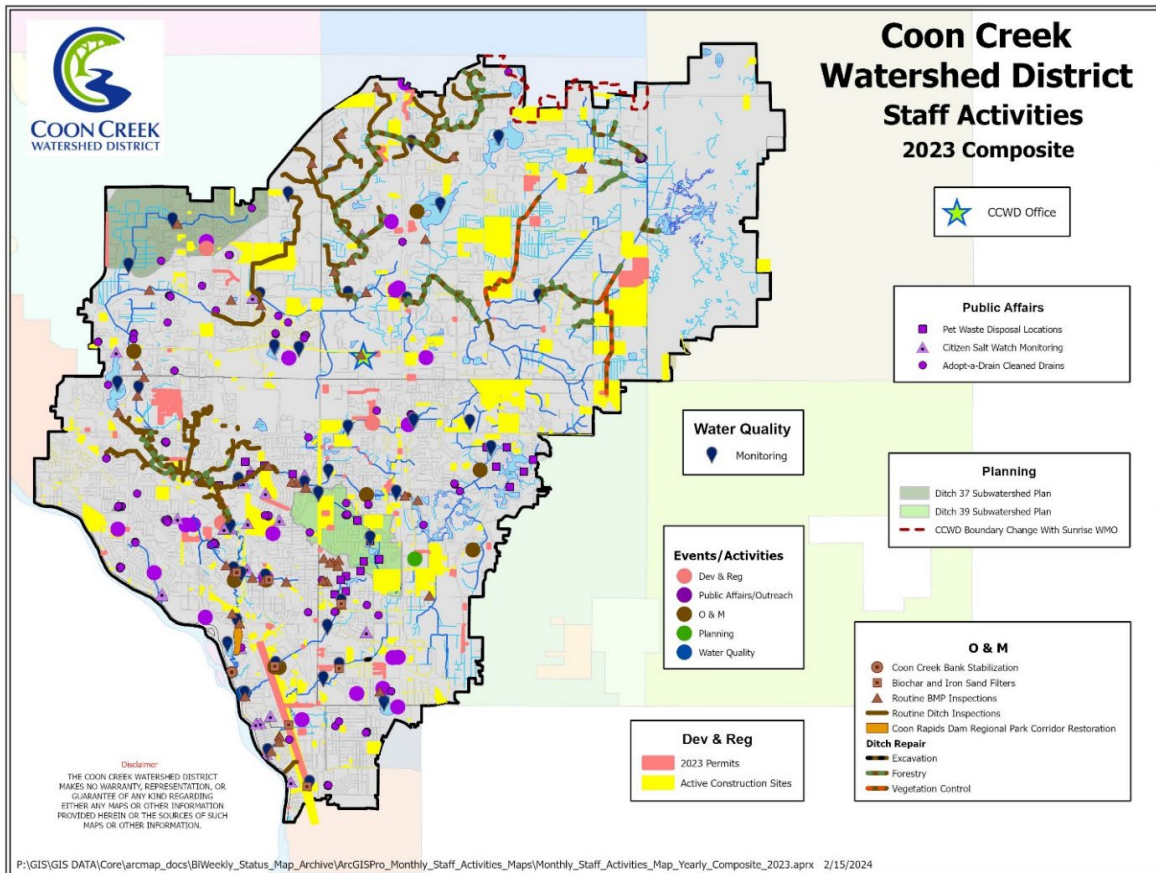 COON CREEK
WATERSHED DISTRICT
Coon Creek
Watershed District
Staff Activities
2023 Composite
CCWD Office
Public Affairs
Pet Waste Disposal Locations
Citizen Salt Watch Monitoring
Adopt-a-Drain Cleaned Drains
Water Quality
Monitoring
Planning
Ditch 37 Subwatershed Plan
Ditch 39 Subwatershed Plan
CCWD Boundary Change With Sunrise WMO
Events/Activities
Dev & Reg
Public Affairs/Outreach
O & M
Planning
Water Quality
O & M
Coon Creek Bank Stabilization
Biochar and Iron Sand Filters
Routine BMP Inspections
Routine Ditch Inspections
Coon Rapids Dam Regional Park Corridor Restoration
Ditch Repair
Excavation
Forestry
Vegetation Control
Dev & Reg
2023 Permits
Active Construction Sites
Disclaimer
THE COON CREEK WATERSHED DISTRICT
MAKES NO WARRANTY, REPRESENTATION, OR
GUARANTEE OF ANY KIND REGARDING
EITHER ANY MAPS OR OTHER INFORMATION
PROVIDED HEREIN OR THE SOURCES OF SUCH
MAPS OR OTHER INFORMATION.
P:\GIS\GIS DATA\Core\arcmap_docs\BiWeekly_Status_Map_Archive\ArcGISPro_Monthly_Staff_Activities_Maps\Monthly_Staff_Activities_Map_Yearly_Composite_2023.aprx 2/15/2024